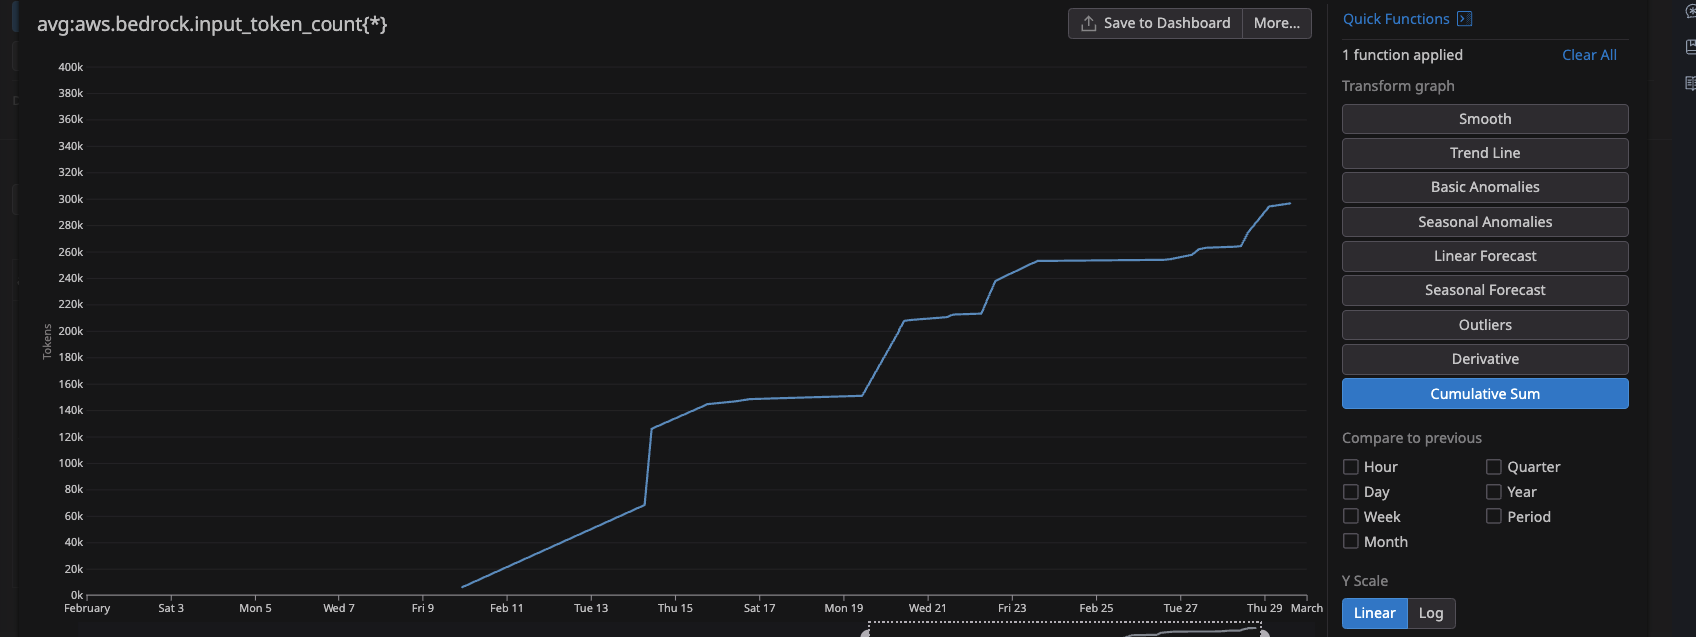 avg:aws.bedrock.input_token_count{*}
Save to Dashboard
More...
400k
380k
360k
340k
320k
300k
280k
260k
240k
220k
200k
180k
160k
140k
120k
100k
80k
60k
40k
20k
0k
Tokens
February
Sat 3
Mon 5
Wed 7
Fri 9
Feb 11
Tue 13
Thu 15
Sat 17
Mon 19
Wed 21
Fri 23
Feb 25
Tue 27
Thu 29
March
Quick Functions
1 function applied
Clear All
Transform graph
Smooth
Trend Line
Basic Anomalies
Seasonal Anomalies
Linear Forecast
Seasonal Forecast
Outliers
Derivative
Cumulative Sum
Compare to previous
Hour
Quarter
Day
Year
Week
Period
Month
Y Scale
Linear
Log